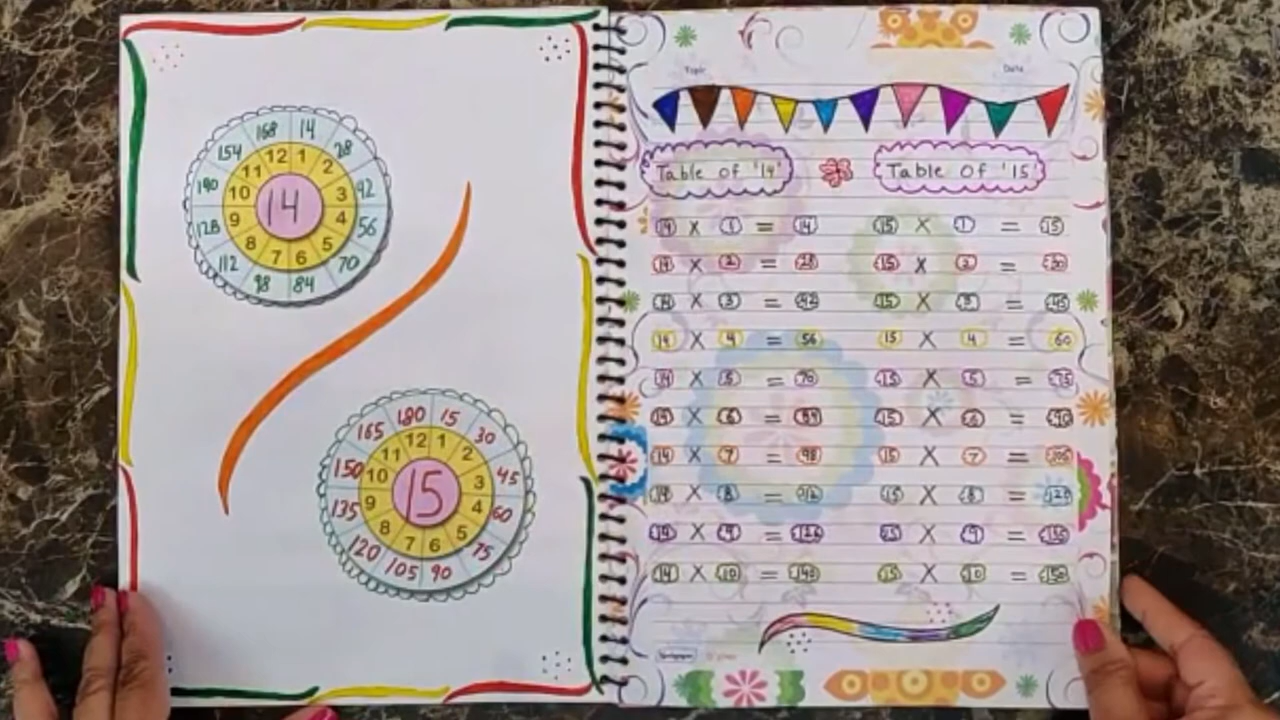 14
1 2 3 4 5 6 7 8 9 10 11 12
14 28 42 56 70 84 98 112 154 168
15
1 2 3 4 5 6 7 8 9 10 11 12
15 30 45 60 75 90 105 120 135 150 165 180
Topic Date
Table of '14' Table Of '15'
14 X 1 = 14 15 X 1 = 15
14 X 2 = 28 15 X 2 = 30
14 X 3 = 42 15 X 3 = 45
14 X 4 = 56 15 X 4 = 60
14 X 5 = 70 15 X 5 = 75
14 X 6 = 84 15 X 6 = 90
14 X 7 = 98 15 X 7 = 105
14 X 8 = 112 15 X 8 = 120
14 X 9 = 126 15 X 9 = 135
14 X 10 = 140 15 X 10 = 150